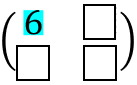 ( 6 □
□ □ )